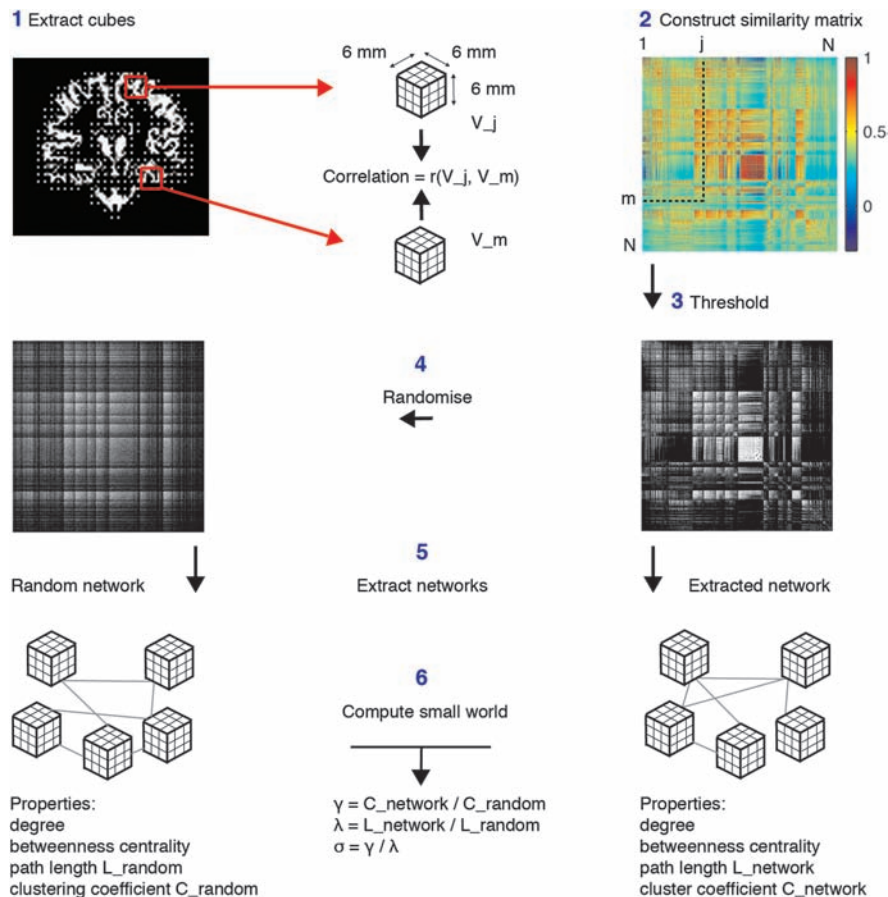 1 Extract cubes
6 mm 6 mm
6 mm
V_j
Correlation = r(V_j, V_m)
V_m
2 Construct similarity matrix
1 j N
m
N
1
0.5
0
3 Threshold
4
Randomise
5
Extract networks
Random network
Extracted network
6
Compute small world
γ = C_network / C_random
λ = L_network / L_random
σ = γ / λ
Properties:
degree
betweenness centrality
path length L_random
clustering coefficient C_random
Properties:
degree
betweenness centrality
path length L_network
cluster coefficient C_network